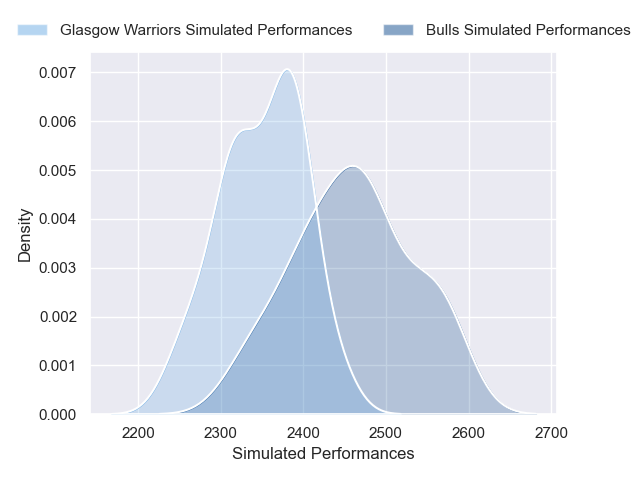 Glasgow Warriors Simulated Performances Bulls Simulated Performances
0.007
0.006
0.005
0.004
0.003
0.002
0.001
0.000
Density
2200 2300 2400 2500 2600 2700
Simulated Performances